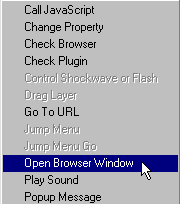 Call JavaScript
Change Property
Check Browser
Check Plugin
Control Shockwave or Flash
Drag Layer
Go To URL
Jump Menu
Jump Menu Go
Open Browser Window
Play Sound
Popup Message